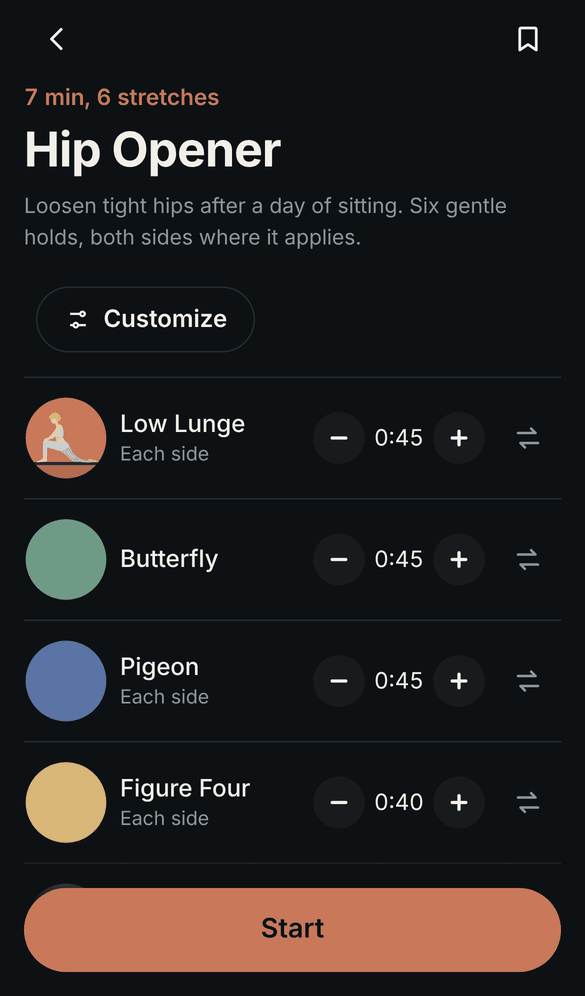 7 min, 6 stretches
Hip Opener
Loosen tight hips after a day of sitting. Six gentle
holds, both sides where it applies.
Customize
Low Lunge
Each side
0:45
Butterfly
0:45
Pigeon
Each side
0:45
Figure Four
Each side
0:40
Start